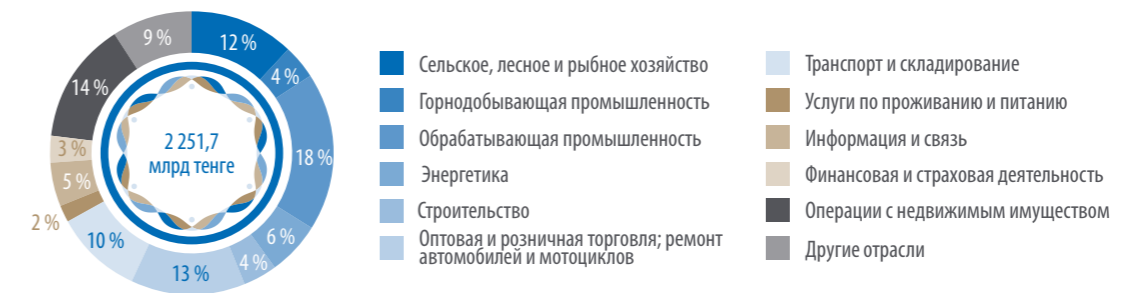 9 %
12 %
4 %
14 %
2 251,7
млрд тенге
3 %
18 %
5 %
2 %
10 %
6 %
4 %
13 %
Сельское, лесное и рыбное хозяйство
Горнодобывающая промышленность
Обрабатывающая промышленность
Энергетика
Строительство
Оптовая и розничная торговля; ремонт
автомобилей и мотоциклов
Транспорт и складирование
Услуги по проживанию и питанию
Информация и связь
Финансовая и страховая деятельность
Операции с недвижимым имуществом
Другие отрасли